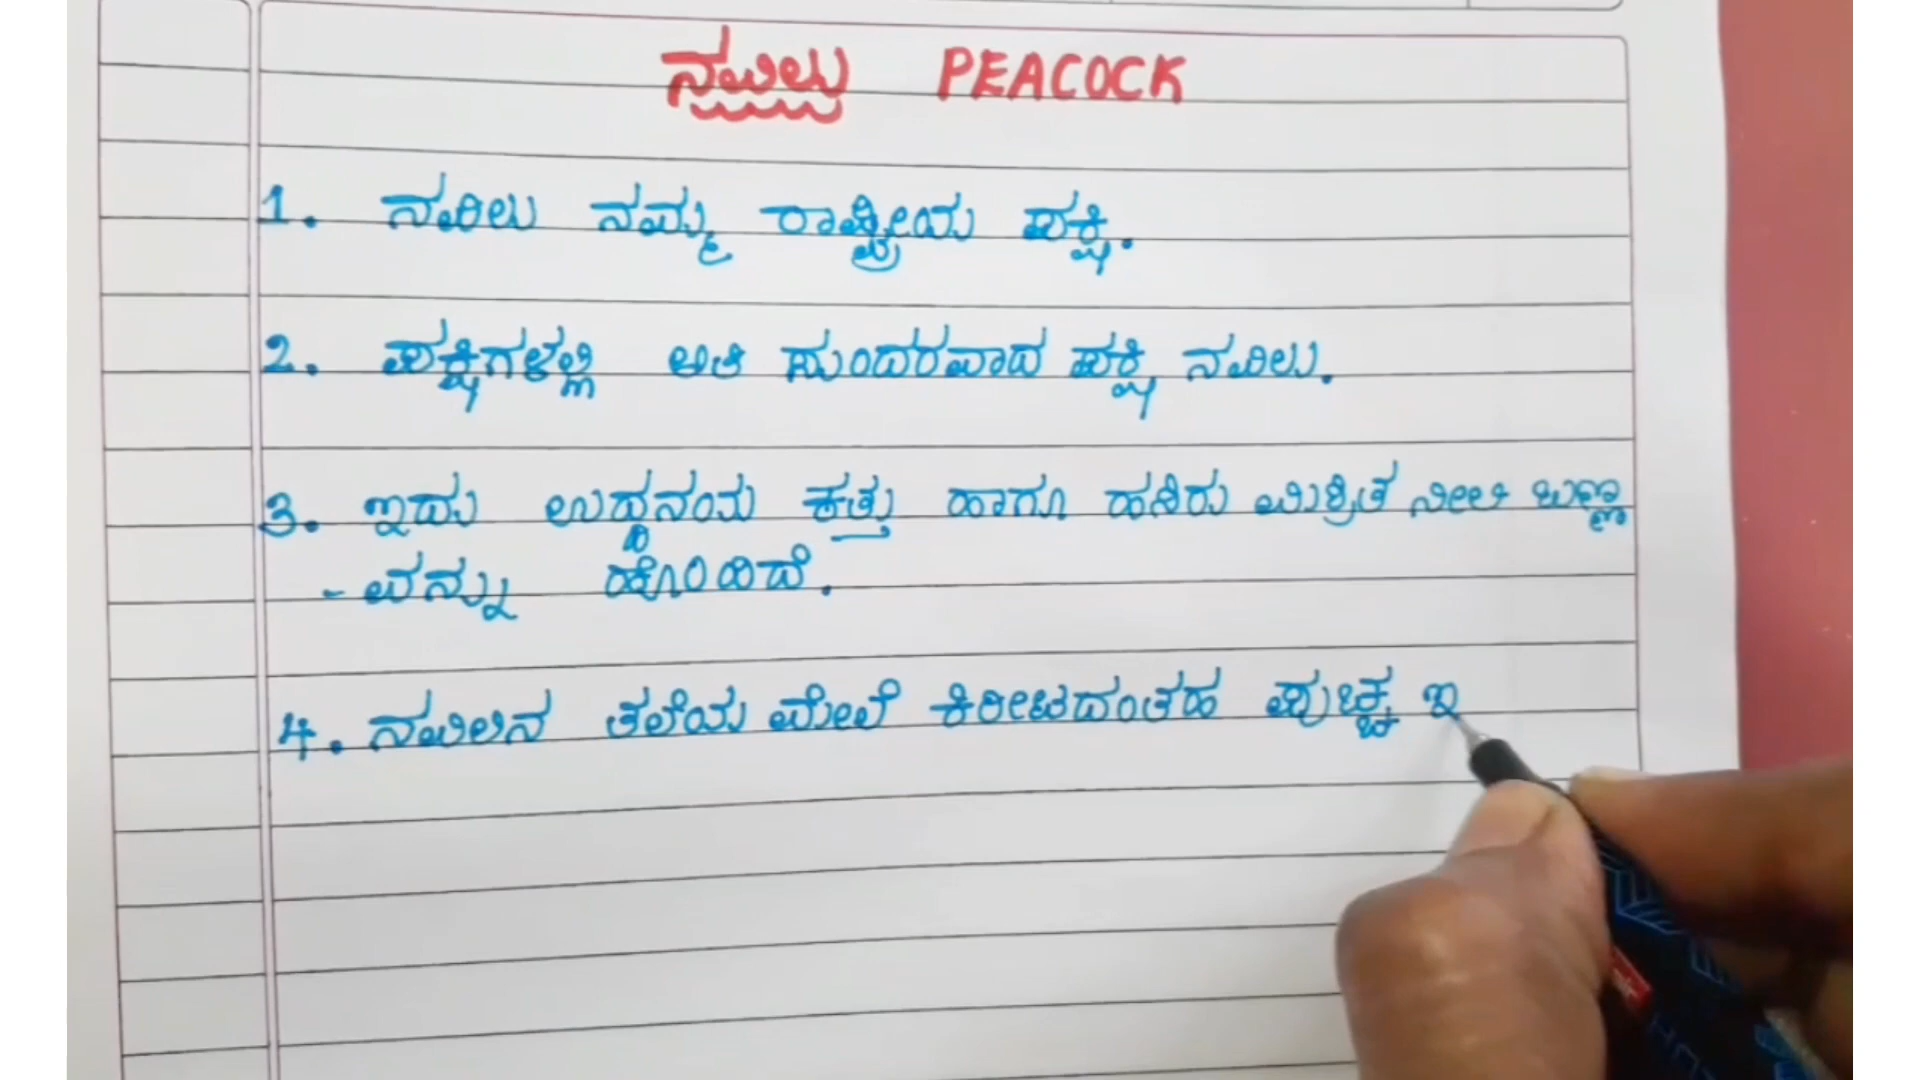 ನವಿಲು PEACOCK
1. ನವಿಲು ನಮ್ಮ ರಾಷ್ಟ್ರೀಯ ಪಕ್ಷಿ.
2. ಪಕ್ಷಿಗಳಲ್ಲಿ ಅತಿ ಸುಂದರವಾದ ಪಕ್ಷಿ ನವಿಲು.
3. ಇದು ಉದ್ದನಯ ಕತ್ತು ಹಾಗೂ ಹಸಿರು ಮಿಶ್ರಿತ ನೀಲಿ ಬಣ್ಣ
- ವನ್ನು ಹೊಂದಿದೆ.
4. ನವಿಲಿನ ತಲೆಯ ಮೇಲೆ ಕಿರೀಟದಂತಹ ಪುಚ್ಚ ಇ